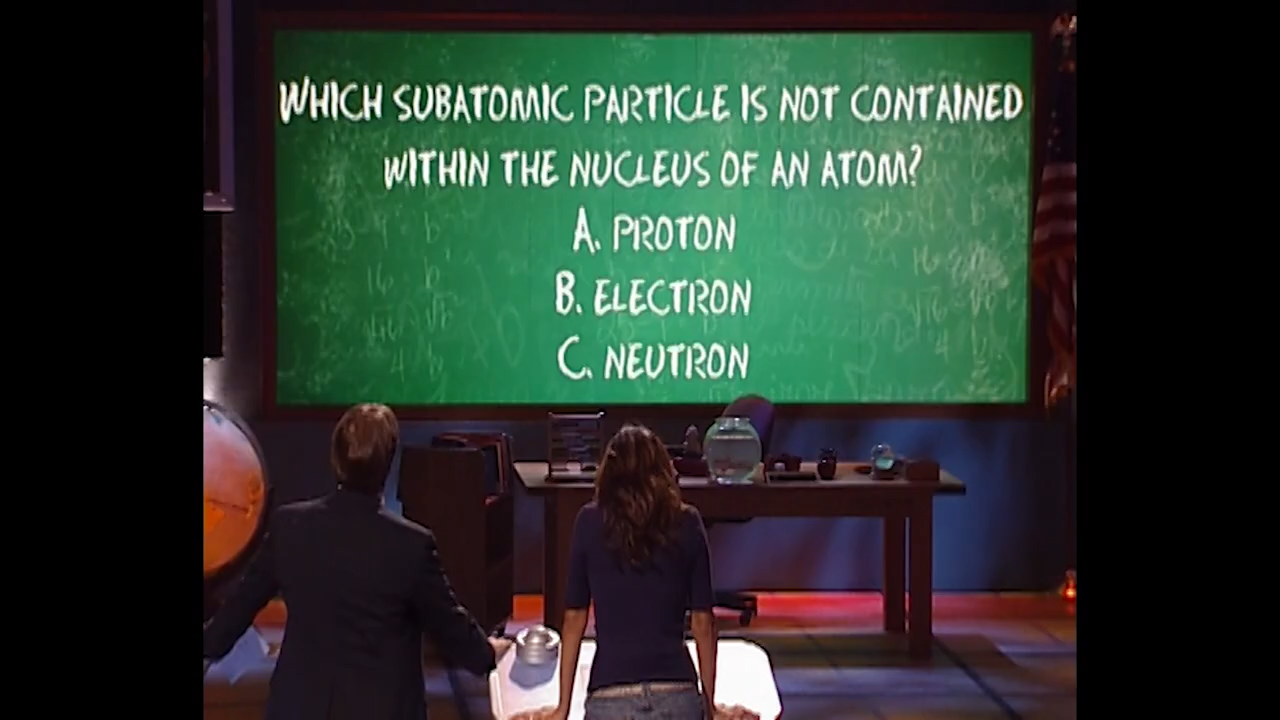 WHICH SUBATOMIC PARTICLE IS NOT CONTAINED
WITHIN THE NUCLEUS OF AN ATOM?
A. PROTON
B. ELECTRON
C. NEUTRON